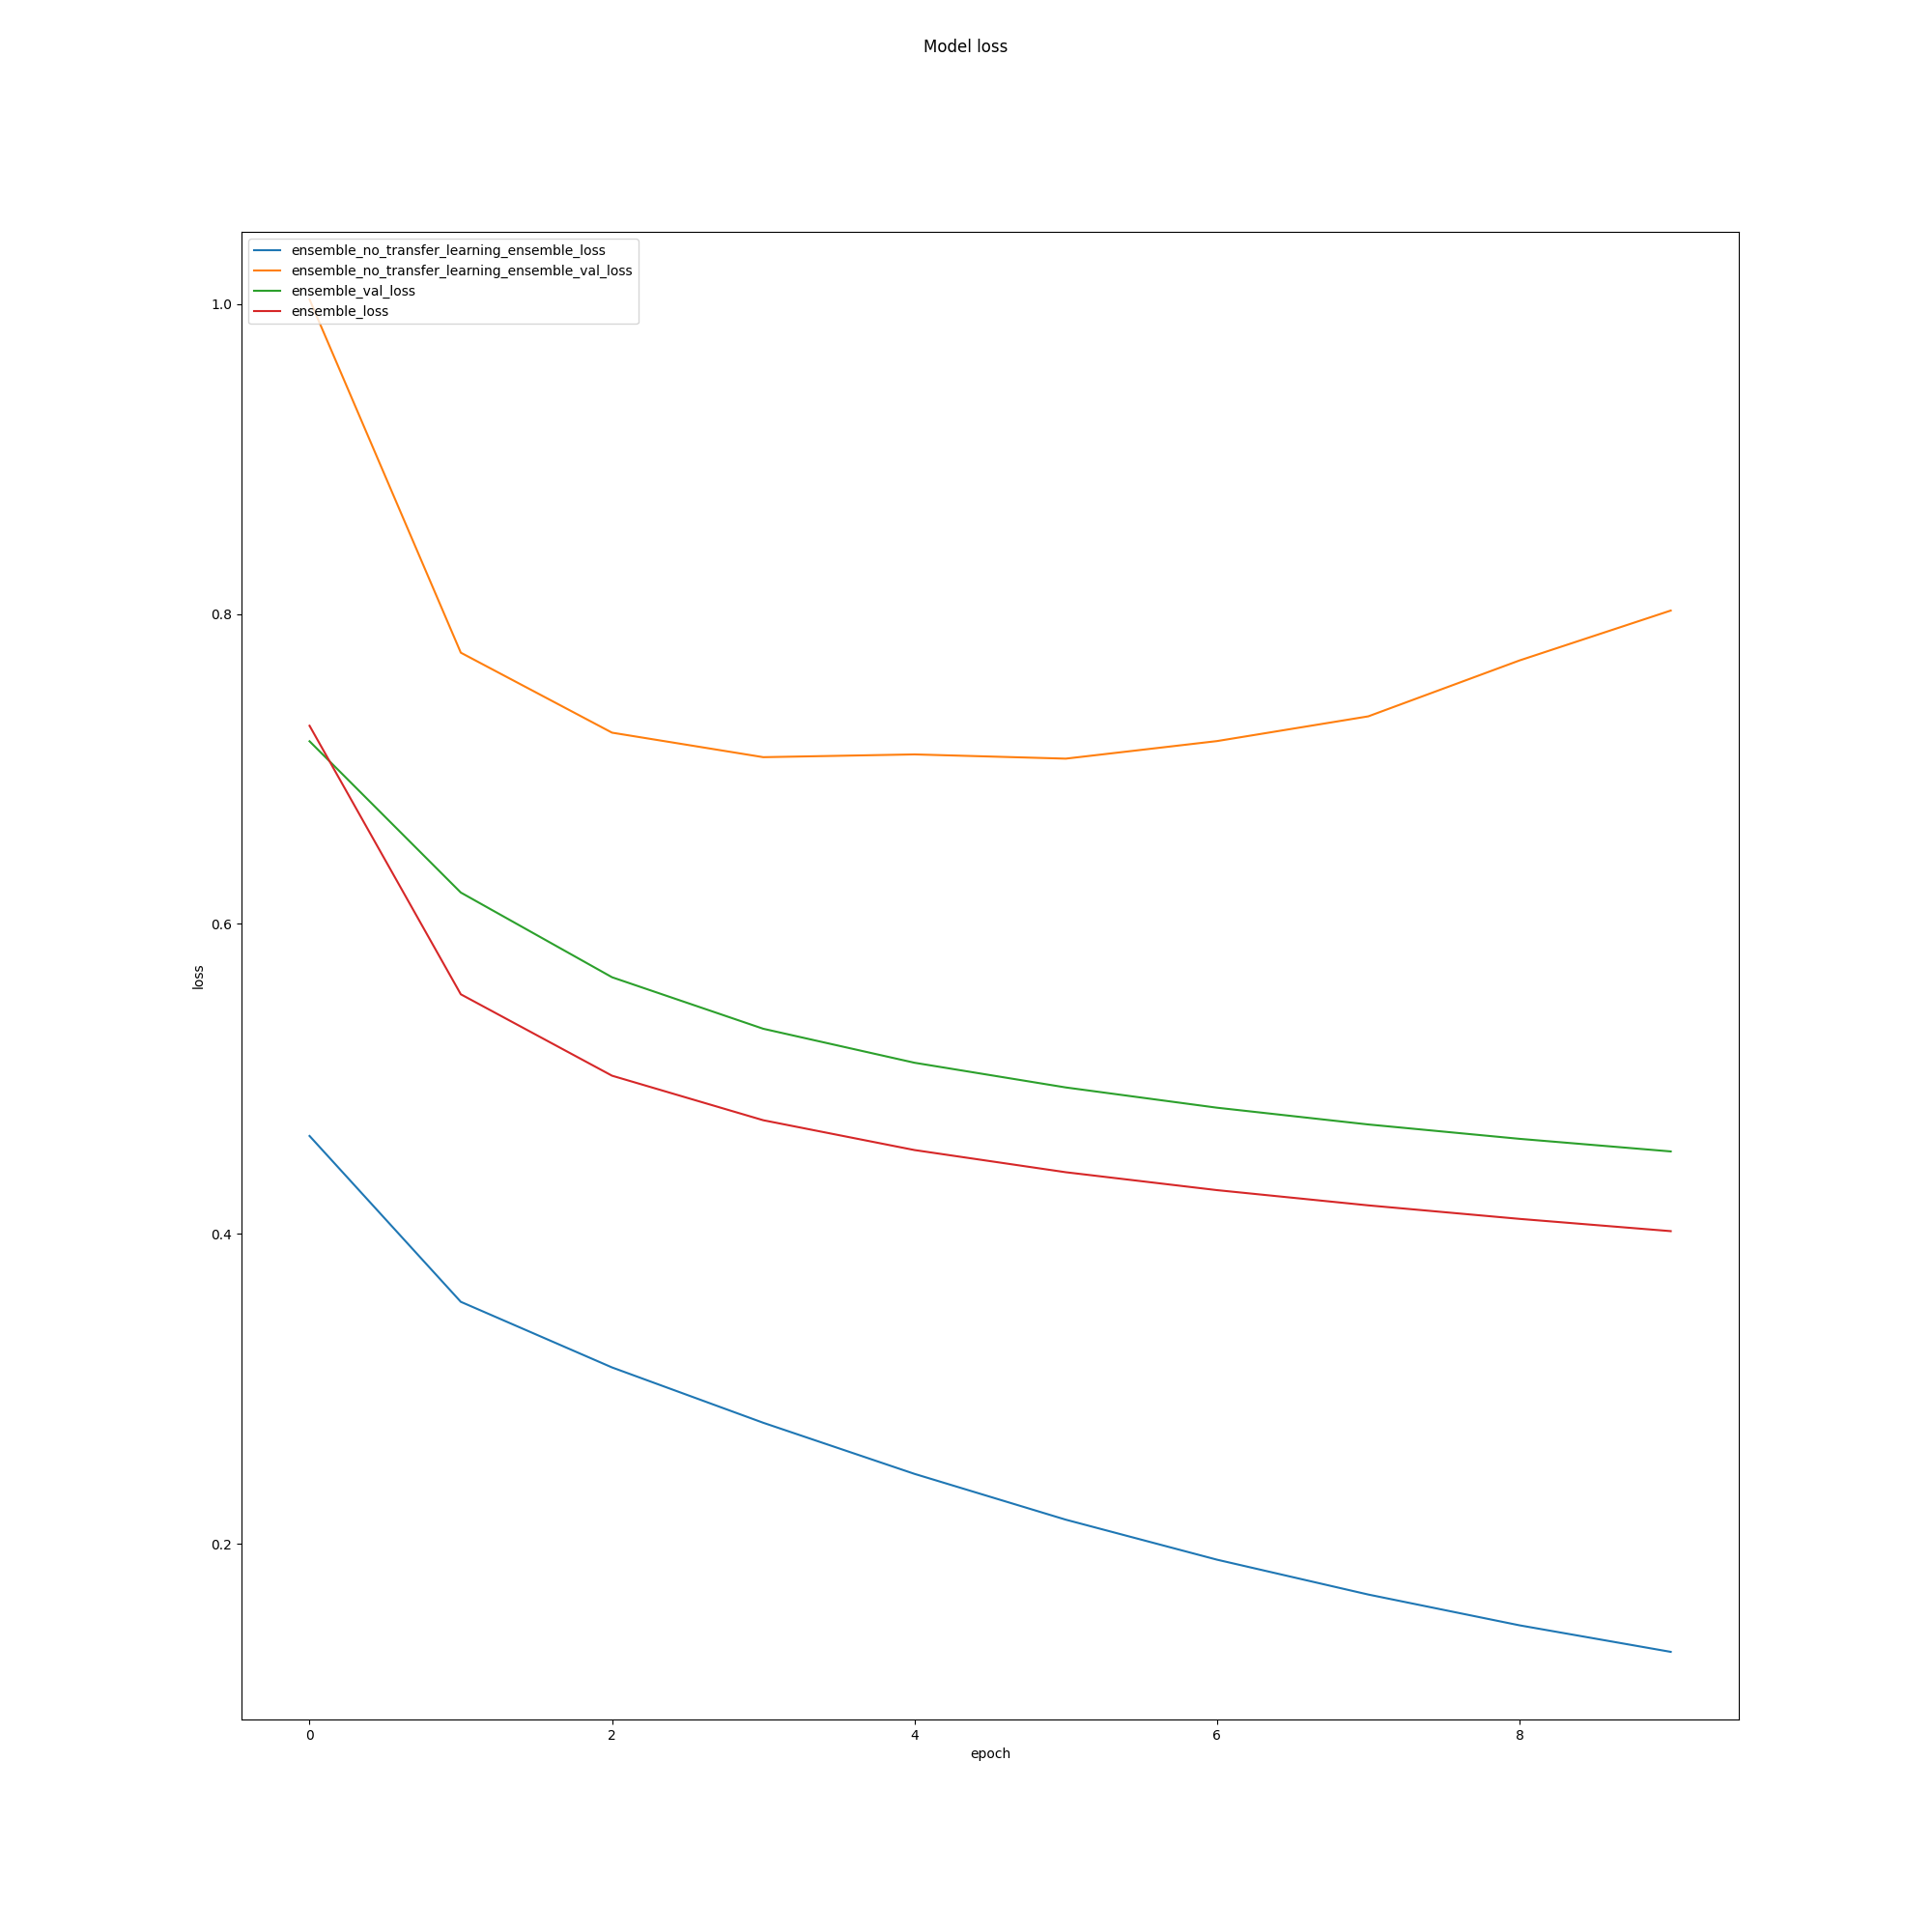 Model loss
ensemble_no_transfer_learning_ensemble_loss
ensemble_no_transfer_learning_ensemble_val_loss
ensemble_val_loss
ensemble_loss
1.0
0.8
0.6
0.4
0.2
loss
0 2 4 6 8
epoch